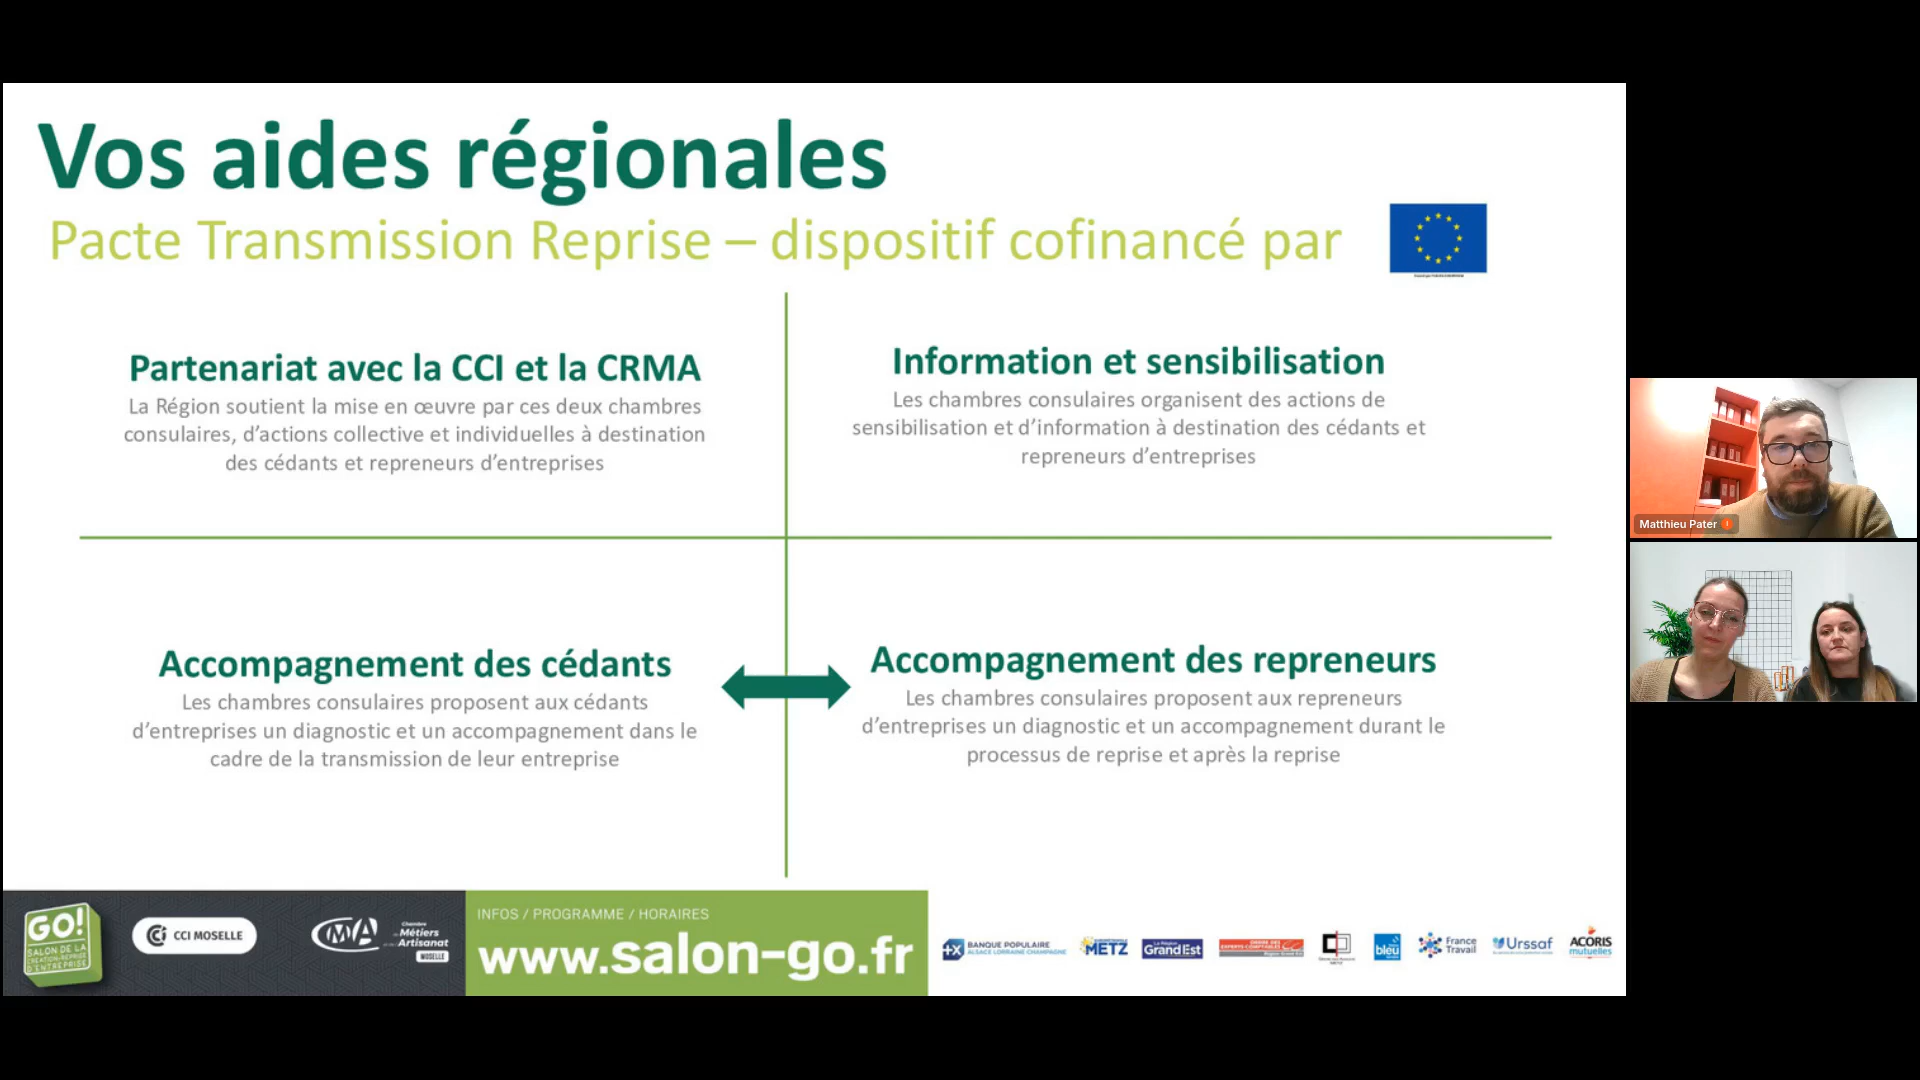 Vos aides régionales
Pacte Transmission Reprise – dispositif cofinancé par
Partenariat avec la CCI et la CRMA
La Région soutient la mise en œuvre par ces deux chambres
consulaires, d’actions collective et individuelles à destination
des cédants et repreneurs d’entreprises
Information et sensibilisation
Les chambres consulaires organisent des actions de
sensibilisation et d’information à destination des cédants et
repreneurs d’entreprises
Accompagnement des cédants
Les chambres consulaires proposent aux cédants
d’entreprises un diagnostic et un accompagnement dans le
cadre de la transmission de leur entreprise
Accompagnement des repreneurs
Les chambres consulaires proposent aux repreneurs
d’entreprises un diagnostic et un accompagnement durant le
processus de reprise et après la reprise
Matthieu Pater
GO!
SALON DE LA
CRÉATION-REPRISE
D'ENTREPRISE
CCI MOSELLE
CMA
Chambre
de Métiers
et de l'Artisanat
MOSELLE
INFOS / PROGRAMME / HORAIRES
www.salon-go.fr
BANQUE POPULAIRE
ALSACE LORRAINE CHAMPAGNE
METZ
La Région
GrandEst
ORDRE DES
EXPERTS-COMPTABLES
Région Grand Est
bleu
France
Travail
Urssaf
ACORIS
mutuelles